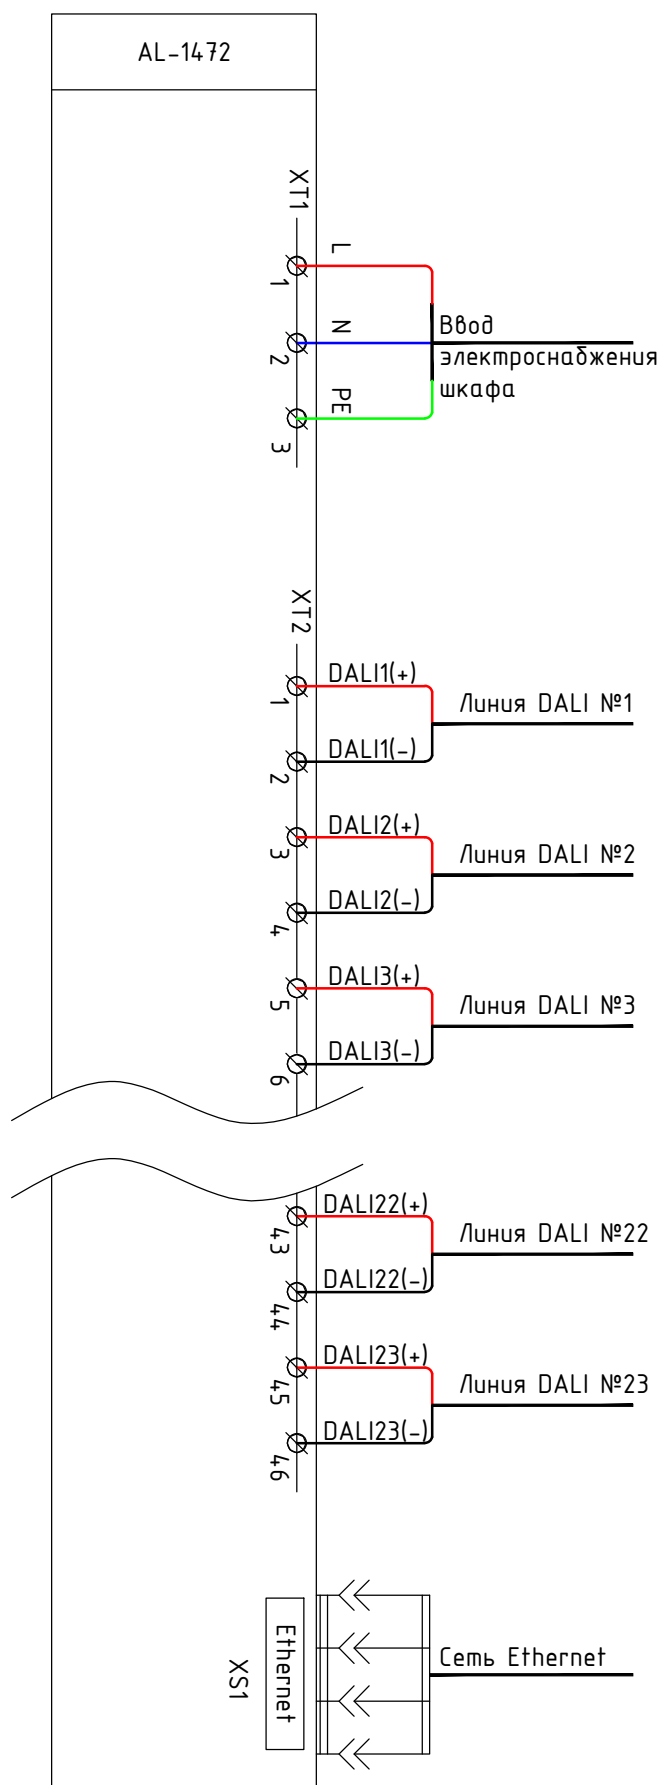 AL-1472
XT1
L
1
N
2
PE
3
Ввод
электроснабжения
шкафа
XT2
DALI1(+)
1
Линия DALI №1
DALI1(-)
2
DALI2(+)
3
Линия DALI №2
DALI2(-)
4
DALI3(+)
5
Линия DALI №3
DALI3(-)
6
DALI22(+)
43
Линия DALI №22
DALI22(-)
44
DALI23(+)
45
Линия DALI №23
DALI23(-)
46
Ethernet
XS1
Сеть Ethernet